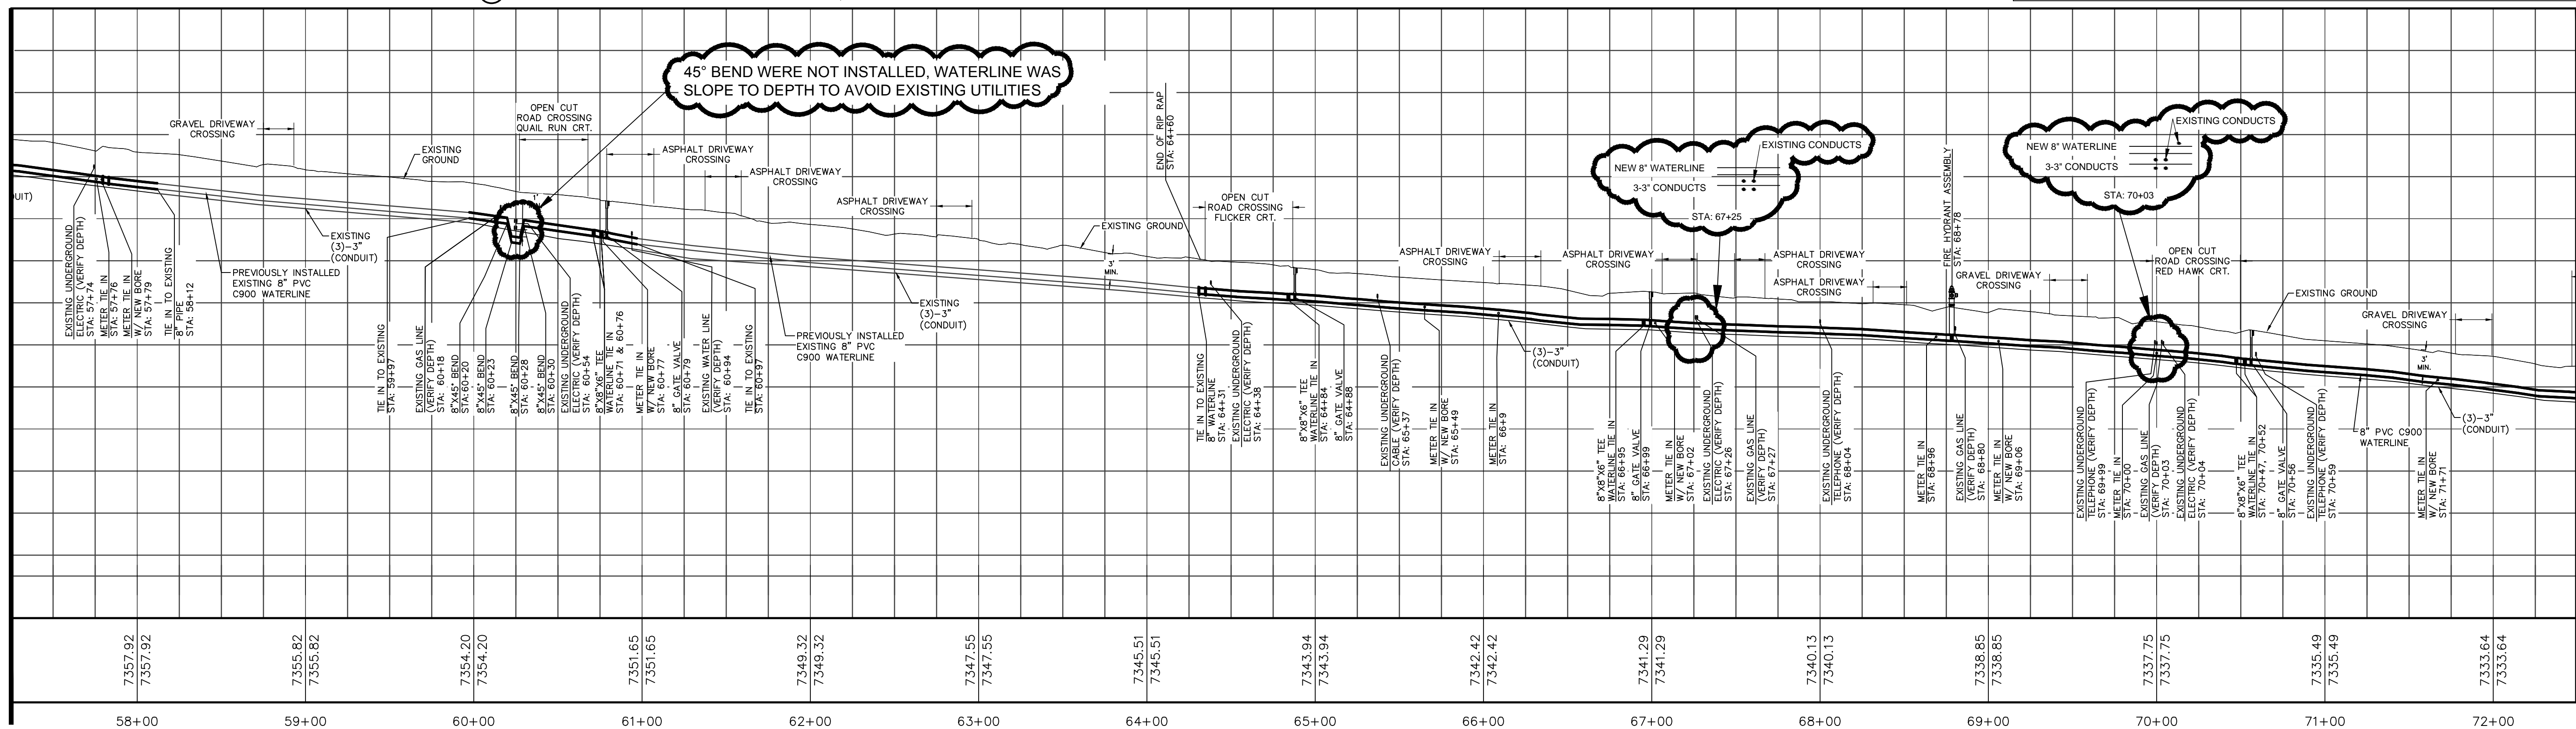 45° BEND WERE NOT INSTALLED, WATERLINE WAS
SLOPE TO DEPTH TO AVOID EXISTING UTILITIES
GRAVEL DRIVEWAY
CROSSING
OPEN CUT
ROAD CROSSING
QUAIL RUN CRT.
EXISTING
GROUND
ASPHALT DRIVEWAY
CROSSING
ASPHALT DRIVEWAY
CROSSING
ASPHALT DRIVEWAY
CROSSING
1'
END OF RIP RAP
STA: 64+60
OPEN CUT
ROAD CROSSING
FLICKER CRT.
EXISTING GROUND
3'
MIN.
NEW 8" WATERLINE
EXISTING CONDUCTS
3-3" CONDUCTS
STA: 67+25
ASPHALT DRIVEWAY
CROSSING
ASPHALT DRIVEWAY
CROSSING
ASPHALT DRIVEWAY
CROSSING
ASPHALT DRIVEWAY
CROSSING
FIRE HYDRANT ASSEMBLY
STA: 68+78
NEW 8" WATERLINE
EXISTING CONDUCTS
3-3" CONDUCTS
STA: 70+03
GRAVEL DRIVEWAY
CROSSING
OPEN CUT
ROAD CROSSING
RED HAWK CRT.
EXISTING GROUND
GRAVEL DRIVEWAY
CROSSING
3'
MIN.
UIT)
EXISTING UNDERGROUND
ELECTRIC (VERIFY DEPTH)
STA: 57+74
METER TIE IN
STA: 57+76
METER TIE IN
W/ NEW BORE
STA: 57+79
TIE IN TO EXISTING
8" PIPE
STA: 58+12
PREVIOUSLY INSTALLED
EXISTING 8" PVC
C900 WATERLINE
EXISTING
(3)-3"
(CONDUIT)
TIE IN TO EXISTING
STA: 59+97
EXISTING GAS LINE
(VERIFY DEPTH)
STA: 60+18
8"X45° BEND
STA: 60+20
8"X45° BEND
STA: 60+23
8"X45° BEND
STA: 60+28
8"X45° BEND
STA: 60+30
EXISTING UNDERGROUND
ELECTRIC (VERIFY DEPTH)
STA: 60+54
8"X8"X6" TEE
WATERLINE TIE IN
STA: 60+71 & 60+76
METER TIE IN
W/ NEW BORE
STA: 60+77
8" GATE VALVE
STA: 60+79
EXISTING WATER LINE
(VERIFY DEPTH)
STA: 60+94
TIE IN TO EXISTING
STA: 60+97
PREVIOUSLY INSTALLED
EXISTING 8" PVC
C900 WATERLINE
EXISTING
(3)-3"
(CONDUIT)
TIE IN TO EXISTING
8" WATERLINE
STA: 64+31
EXISTING UNDERGROUND
ELECTRIC (VERIFY DEPTH)
STA: 64+38
8"X8"X6" TEE
WATERLINE TIE IN
STA: 64+84
8" GATE VALVE
STA: 64+88
EXISTING UNDERGROUND
CABLE (VERIFY DEPTH)
STA: 65+37
METER TIE IN
W/ NEW BORE
STA: 65+49
METER TIE IN
STA: 66+9
(3)-3"
(CONDUIT)
8"X8"X6" TEE
WATERLINE TIE IN
STA: 66+95
8" GATE VALVE
STA: 66+99
METER TIE IN
W/ NEW BORE
STA: 67+02
EXISTING UNDERGROUND
ELECTRIC (VERIFY DEPTH)
STA: 67+26
EXISTING GAS LINE
(VERIFY DEPTH)
STA: 67+27
EXISTING UNDERGROUND
TELEPHONE (VERIFY DEPTH)
STA: 68+04
METER TIE IN
STA: 68+96
EXISTING GAS LINE
(VERIFY DEPTH)
STA: 68+80
METER TIE IN
W/ NEW BORE
STA: 69+06
EXISTING UNDERGROUND
TELEPHONE (VERIFY DEPTH)
STA: 69+99
METER TIE IN
STA: 70+00
EXISTING GAS LINE
(VERIFY DEPTH)
STA: 70+03
EXISTING UNDERGROUND
ELECTRIC (VERIFY DEPTH)
STA: 70+04
8"X8"X6" TEE
WATERLINE TIE IN
STA: 70+47, 70+52
8" GATE VALVE
STA: 70+56
EXISTING UNDERGROUND
TELEPHONE (VERIFY DEPTH)
STA: 70+59
8" PVC C900
WATERLINE
METER TIE IN
W/ NEW BORE
STA: 71+71
(3)-3"
(CONDUIT)
7357.92
7357.92
7355.82
7355.82
7354.20
7354.20
7351.65
7351.65
7349.32
7349.32
7347.55
7347.55
7345.51
7345.51
7343.94
7343.94
7342.42
7342.42
7341.29
7341.29
7340.13
7340.13
7338.85
7338.85
7337.75
7337.75
7335.49
7335.49
7333.64
7333.64
58+00 59+00 60+00 61+00 62+00 63+00 64+00 65+00 66+00 67+00 68+00 69+00 70+00 71+00 72+00